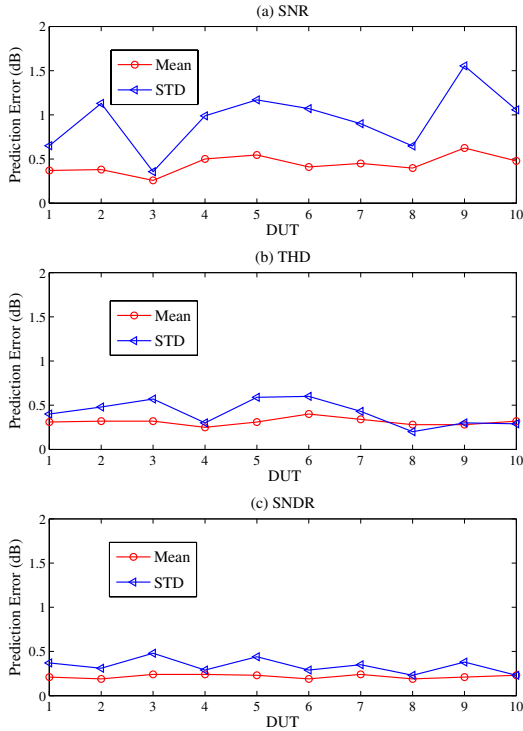 (a) SNR
2
1.5
1
0.5
0
Prediction Error (dB)
Mean
STD
1 2 3 4 5 6 7 8 9 10
DUT
(b) THD
2
1.5
1
0.5
0
Prediction Error (dB)
Mean
STD
1 2 3 4 5 6 7 8 9 10
DUT
(c) SNDR
2
1.5
1
0.5
0
Prediction Error (dB)
Mean
STD
1 2 3 4 5 6 7 8 9 10
DUT